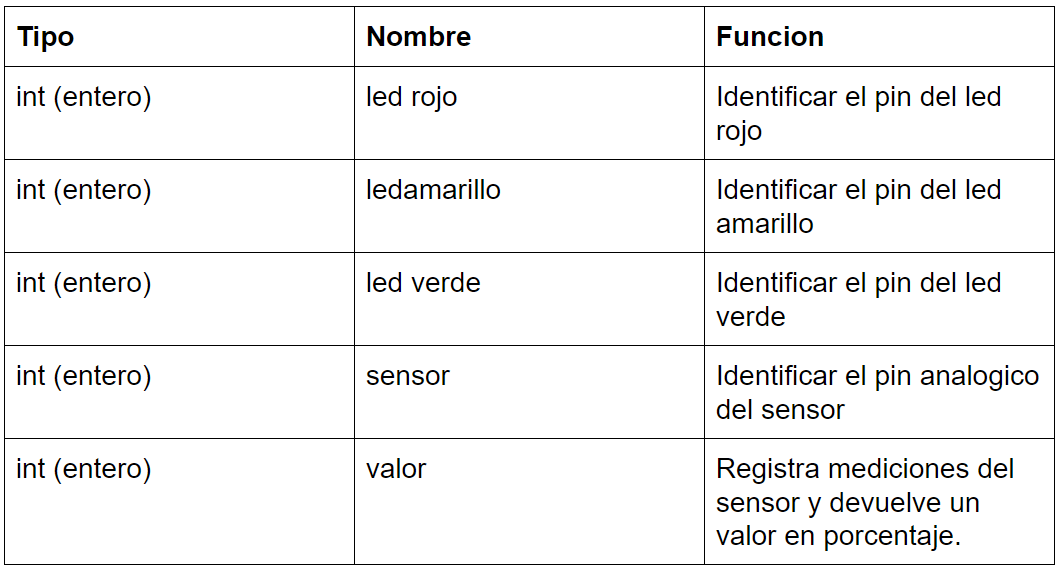 Tipo Nombre Funcion
int (entero) led rojo Identificar el pin del led
rojo
int (entero) ledamarillo Identificar el pin del led
amarillo
int (entero) led verde Identificar el pin del led
verde
int (entero) sensor Identificar el pin analogico
del sensor
int (entero) valor Registra mediciones del
sensor y devuelve un
valor en porcentaje.